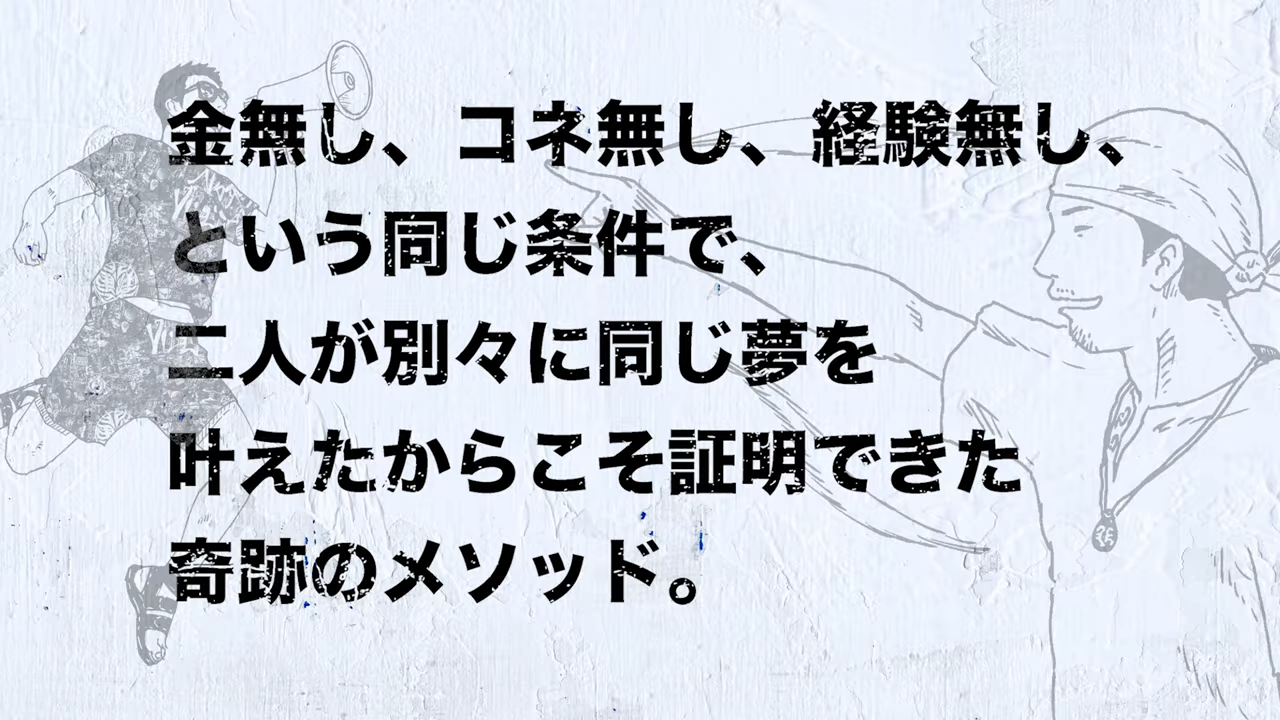 金無し、コネ無し、経験無し、
という同じ条件で、
二人が別々に同じ夢を
叶えたからこそ証明できた
奇跡のメソッド。